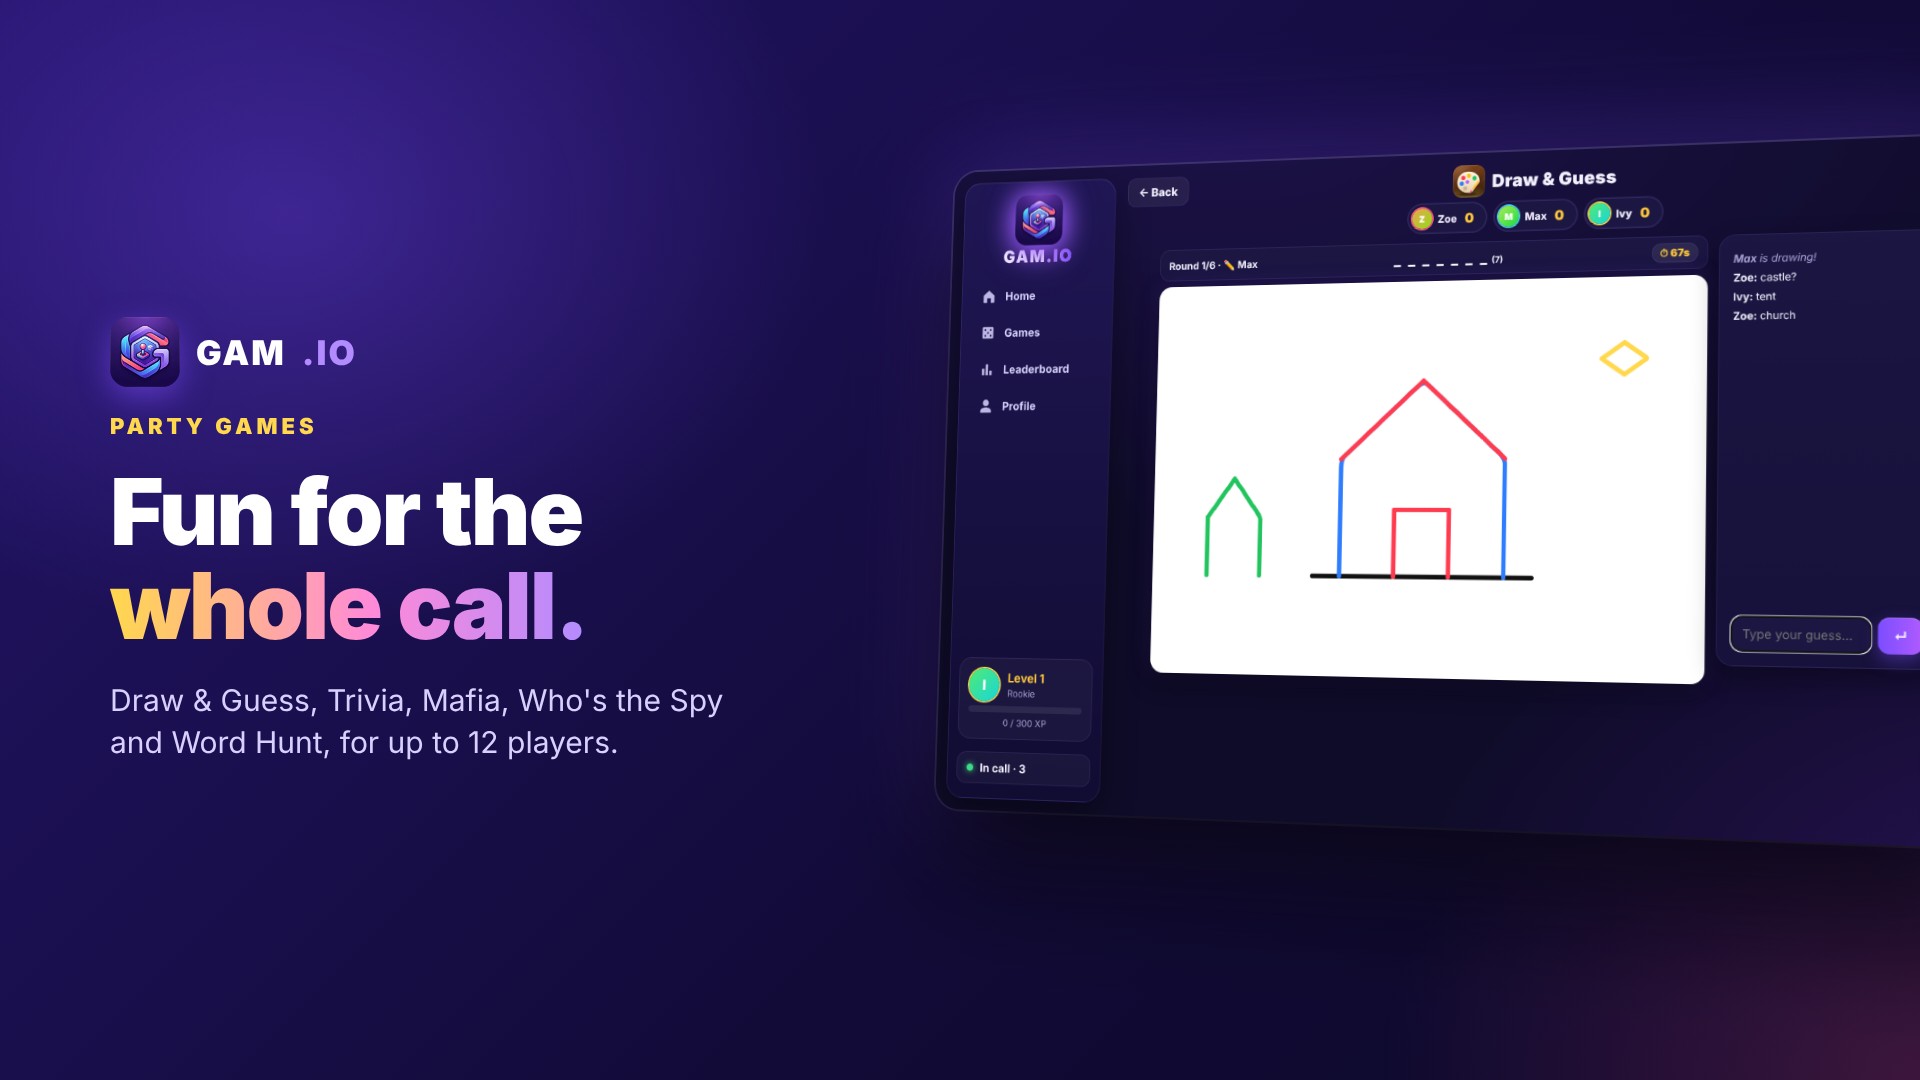 GAM .IO
PARTY GAMES
Fun for the
whole call.
Draw & Guess, Trivia, Mafia, Who's the Spy
and Word Hunt, for up to 12 players.
GAM.IO
Home
Games
Leaderboard
Profile
I
Level 1
Rookie
0 / 300 XP
In call · 3
← Back
Draw & Guess
Z Zoe 0
M Max 0
I Ivy 0
Round 1/6 · ✏️ Max
_ _ _ _ _ _ _ (7)
⏱ 67s
Max is drawing!
Zoe: castle?
Ivy: tent
Zoe: church
Type your guess...